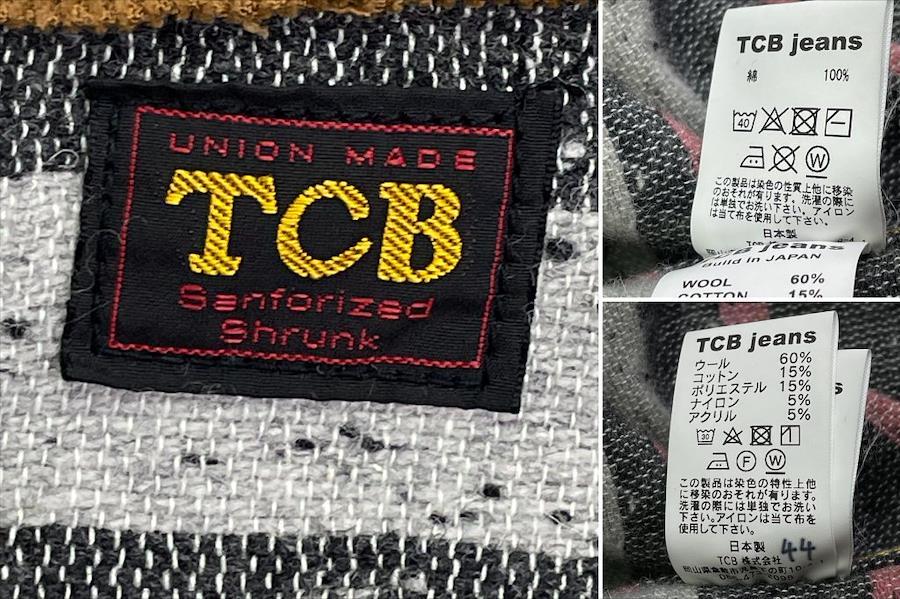 UNION MADE
TCB
Sanforized
Shrunk
TCB jeans
綿 100%
40
W
この製品は染色の性質上他に移染
のおそれが有ります。洗濯の際に
は単独でお洗い下さい。アイロン
は当て布を使用して下さい。
日本製
jeans
Build in JAPAN
WOOL 60%
COTTON 15%
TCB jeans
ウール 60%
コットン 15%
ポリエステル 15%
ナイロン 5%
アクリル 5%
30
F W
この製品は染色の特性上他
に移染のおそれが有ります。
洗濯の際には単独でお洗い
下さい。アイロンは当て布を
使用して下さい。
日本製 44
TCB 株式会社